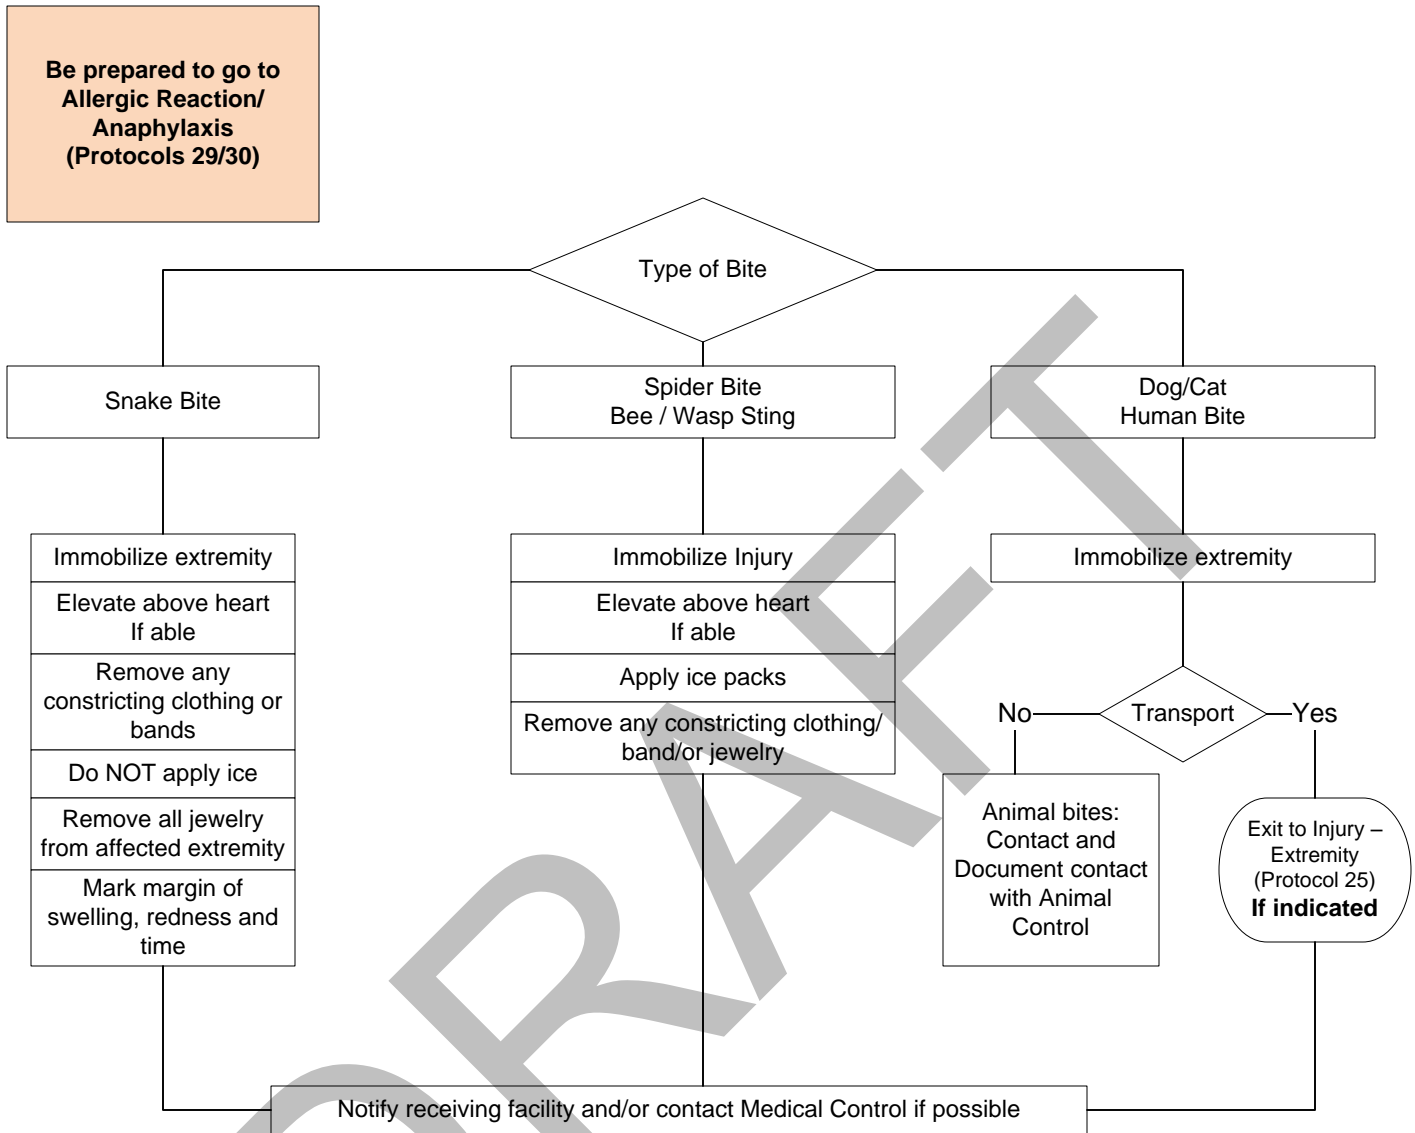 Be prepared to go to
Allergic Reaction/
Anaphylaxis
(Protocols 29/30)
Type of Bite
Snake Bite
Spider Bite
Bee / Wasp Sting
Dog/Cat
Human Bite
Immobilize extremity
Elevate above heart
If able
Remove any
constricting clothing or
bands
Do NOT apply ice
Remove all jewelry
from affected extremity
Mark margin of
swelling, redness and
time
Immobilize Injury
Elevate above heart
If able
Apply ice packs
Remove any constricting clothing/
band/or jewelry
Immobilize extremity
Transport
No
Yes
Animal bites:
Contact and
Document contact
with Animal
Control
Exit to Injury –
Extremity
(Protocol 25)
If indicated
Notify receiving facility and/or contact Medical Control if possible
DRAFT